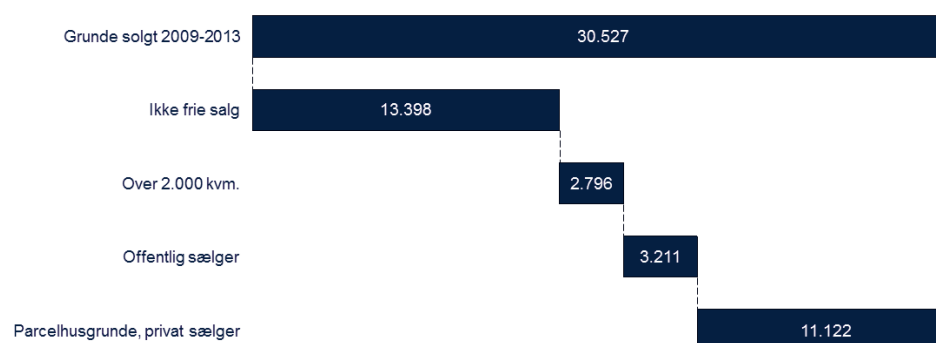 Grunde solgt 2009-2013 30.527
Ikke frie salg 13.398
Over 2.000 kvm. 2.796
Offentlig sælger 3.211
Parcelhusgrunde, privat sælger 11.122